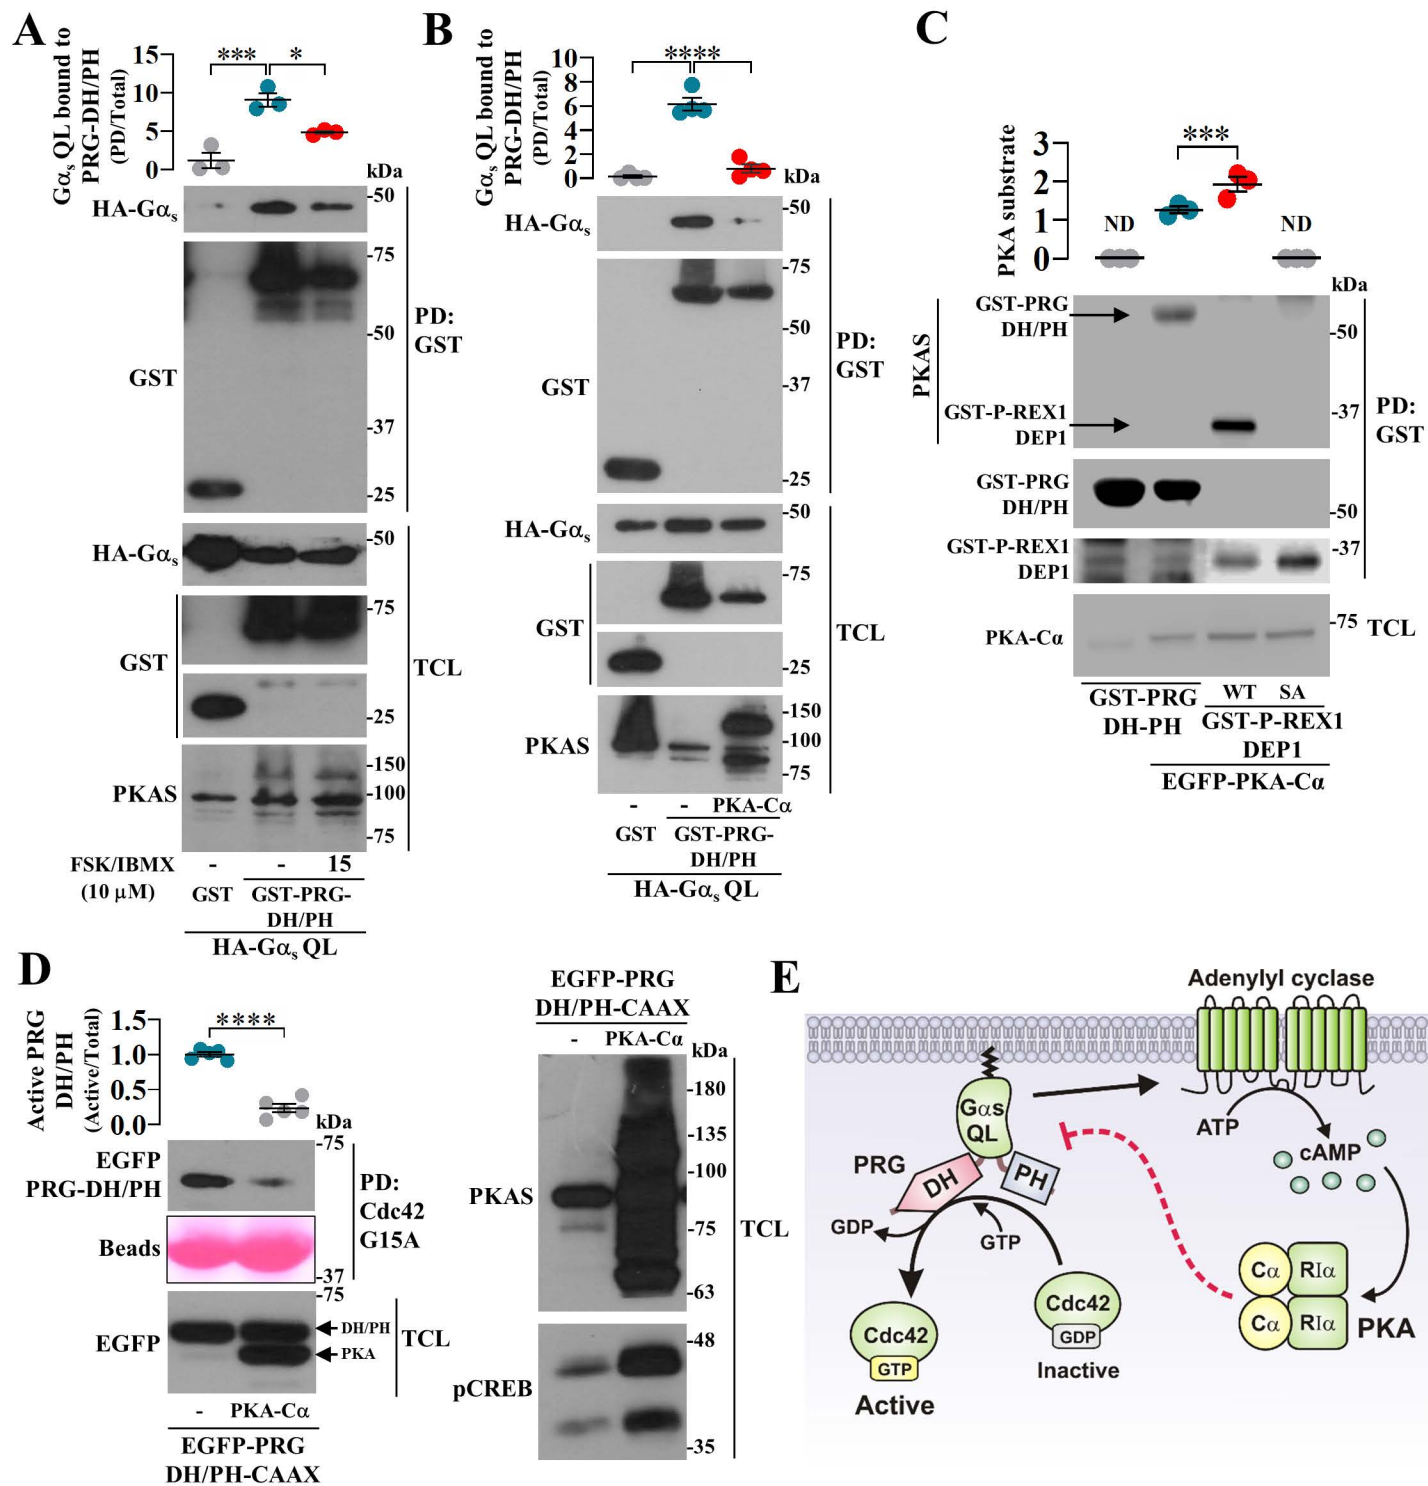 A
Gαs QL bound to
PRG-DH/PH
(PD/Total)
15
10
5
0
***
*
kDa
HA-Gαs
-50
GST
-75
-50
-37
-25
PD:
GST
HA-Gαs
-50
GST
-75
-25
PKAS
-150
-100
-75
TCL
FSK/IBMX
(10 μM)
- - 15
GST
GST-PRG-
DH/PH
HA-Gαs QL
B
Gαs QL bound to
PRG-DH/PH
(PD/Total)
10
8
6
4
2
0
****
kDa
HA-Gαs
-50
GST
-75
-50
-37
-25
PD:
GST
HA-Gαs
-50
GST
-75
-25
PKAS
-150
-100
-75
TCL
- - PKA-Cα
GST
GST-PRG-
DH/PH
HA-Gαs QL
C
PKA substrate
3
2
1
0
***
ND
ND
kDa
PKAS
GST-PRG
DH/PH
-50
GST-P-REX1
DEP1
-37
PD:
GST
GST-PRG
DH/PH
-50
GST-P-REX1
DEP1
-37
PKA-Cα
-75
TCL
GST-PRG
DH-PH
WT SA
GST-P-REX1
DEP1
EGFP-PKA-Cα
D
Active PRG
DH/PH
(Active/Total)
1.5
1.0
0.5
0.0
****
kDa
EGFP
PRG-DH/PH
-75
Beads
-37
PD:
Cdc42
G15A
-75
EGFP
DH/PH
PKA
TCL
- PKA-Cα
EGFP-PRG
DH/PH-CAAX
EGFP-PRG
DH/PH-CAAX
- PKA-Cα
kDa
PKAS
-180
-135
-100
-75
-63
TCL
pCREB
-48
-35
E
Adenylyl cyclase
Gαs
QL
ATP
cAMP
PRG
DH
PH
GDP
GTP
Cα
RIα
Cα
RIα
PKA
Cdc42
GDP
Inactive
Cdc42
GTP
Active